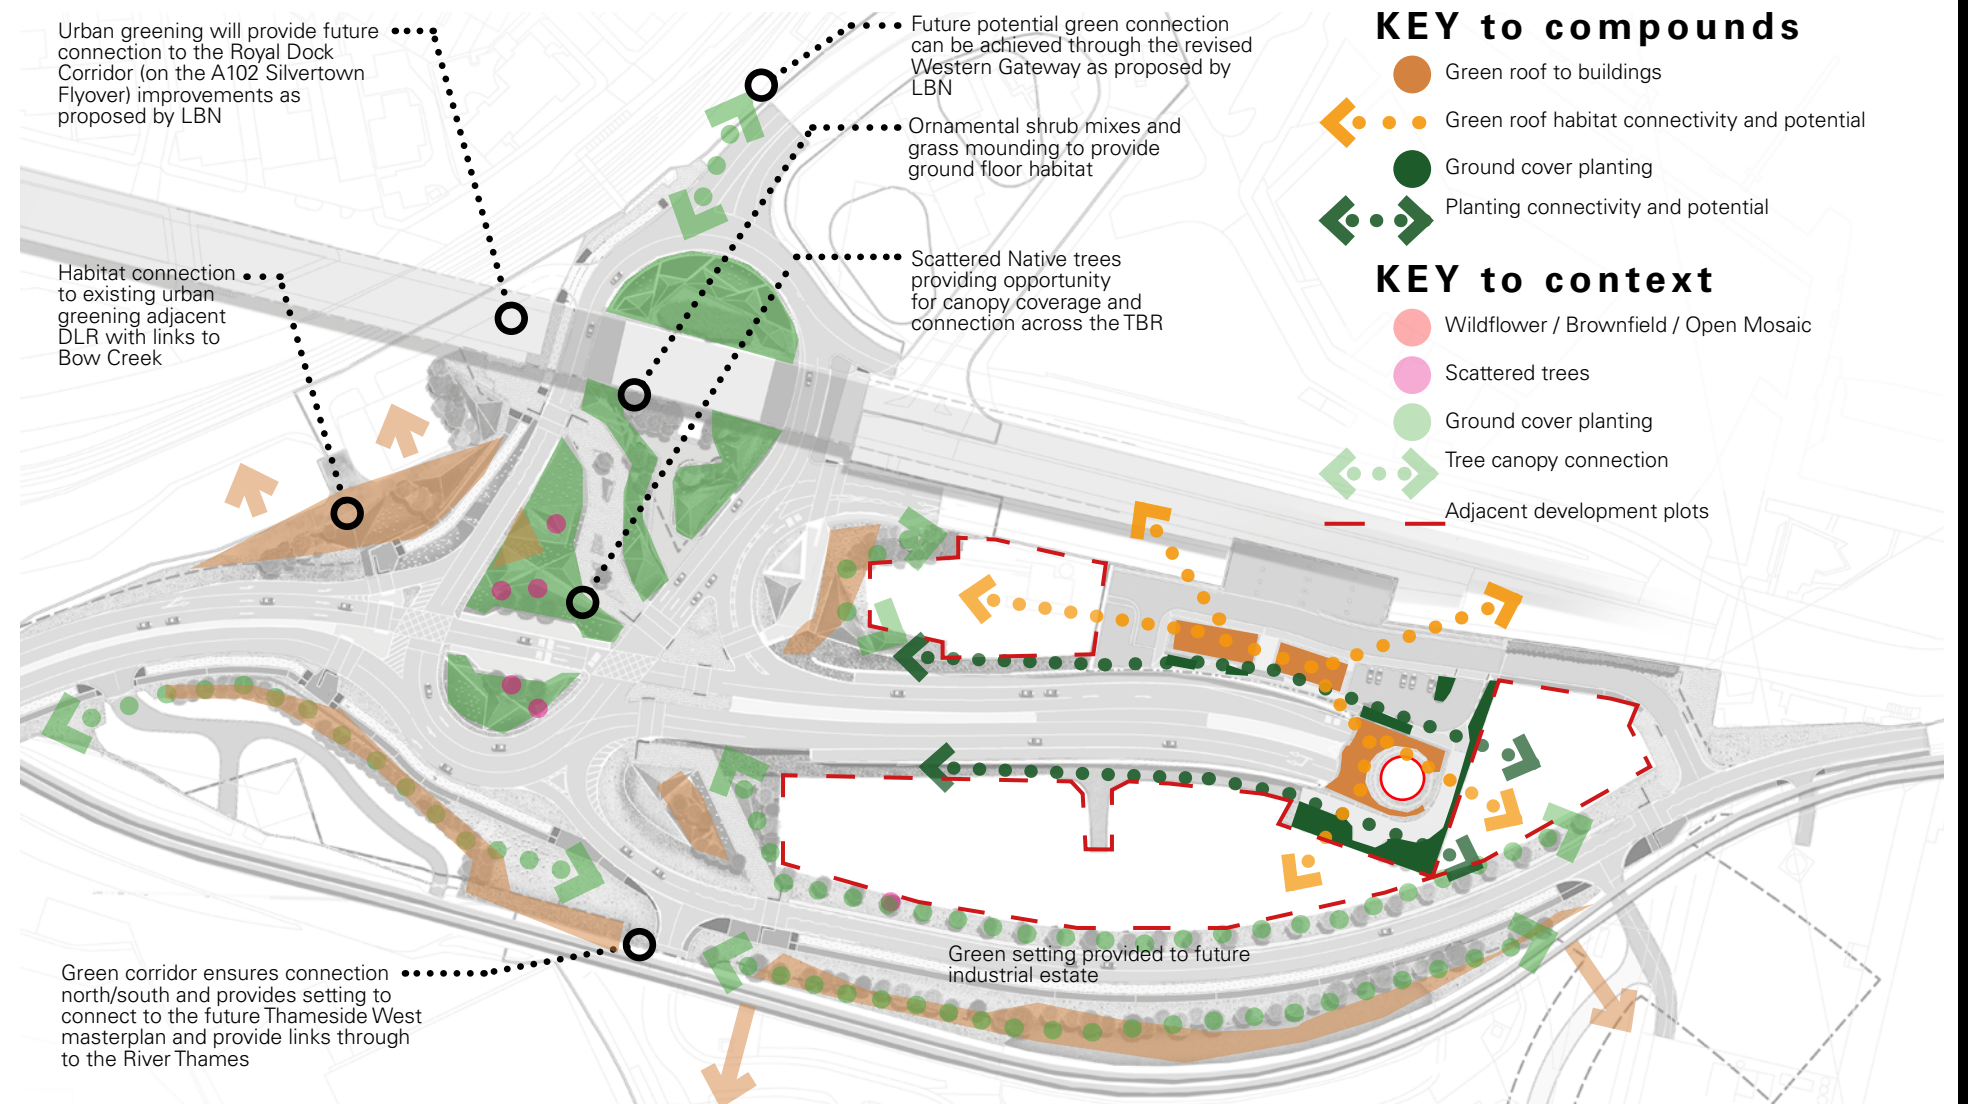 Urban greening will provide future
connection to the Royal Dock
Corridor (on the A102 Silvertown
Flyover) improvements as
proposed by LBN
Future potential green connection
can be achieved through the revised
Western Gateway as proposed by
LBN
Ornamental shrub mixes and
grass mounding to provide
ground floor habitat
Scattered Native trees
providing opportunity
for canopy coverage and
connection across the TBR
Habitat connection
to existing urban
greening adjacent
DLR with links to
Bow Creek
KEY to compounds
Green roof to buildings
Green roof habitat connectivity and potential
Ground cover planting
Planting connectivity and potential
KEY to context
Wildflower / Brownfield / Open Mosaic
Scattered trees
Ground cover planting
Tree canopy connection
Adjacent development plots
Green setting provided to future
industrial estate
Green corridor ensures connection
north/south and provides setting to
connect to the future Thameside West
masterplan and provide links through
to the River Thames